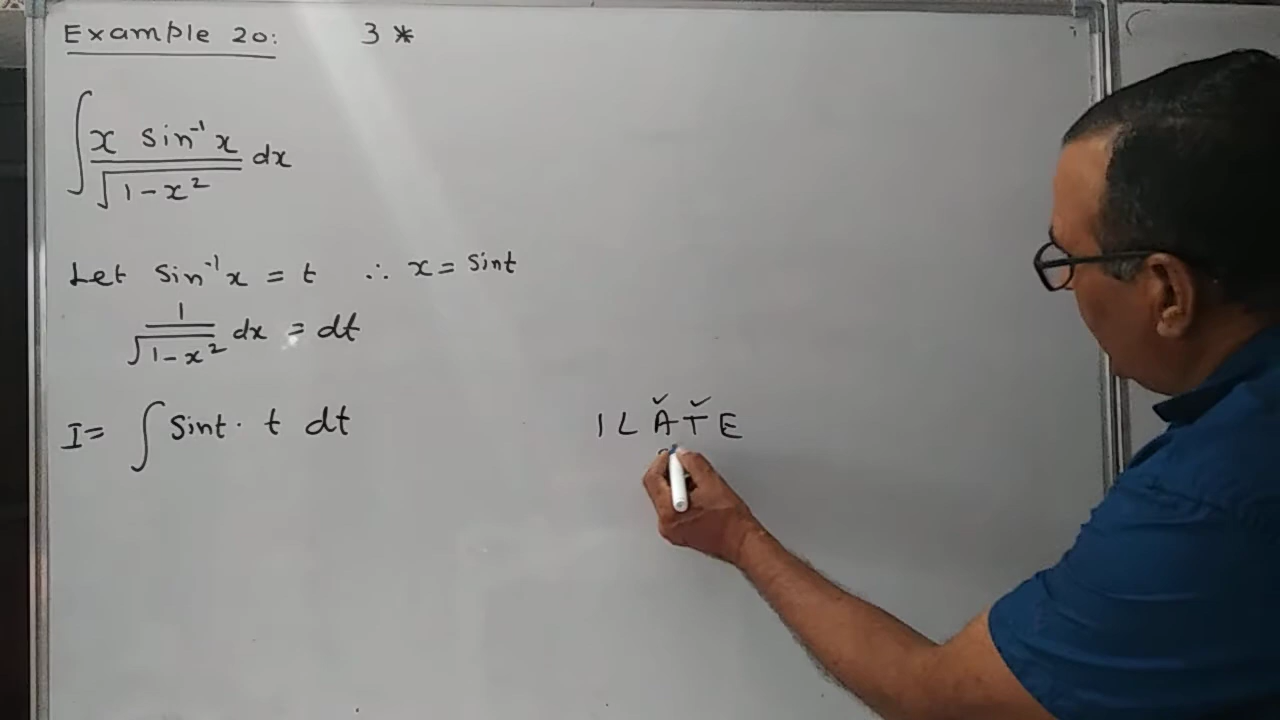 Example 20: 3 *
∫ x sin⁻¹x / √(1-x²) dx
Let sin⁻¹x = t ∴ x = sint
1/√(1-x²) dx = dt
I = ∫ sint · t dt
I L A T E